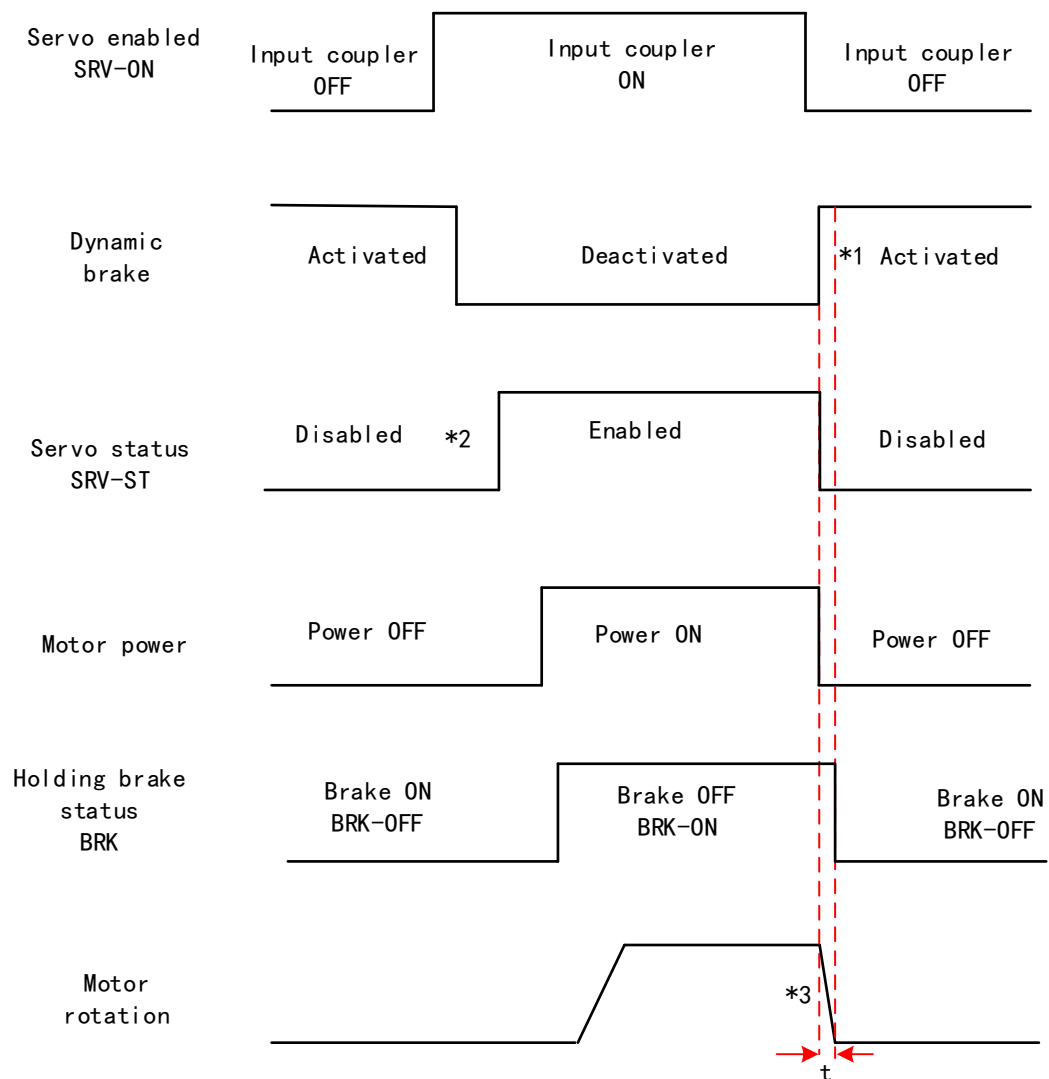 Servo enabled
SRV-ON
Input coupler
OFF
Input coupler
ON
Input coupler
OFF
Dynamic
brake
Activated
Deactivated
*1 Activated
Servo status
SRV-ST
Disabled
*2
Enabled
Disabled
Motor power
Power OFF
Power ON
Power OFF
Holding brake
status
BRK
Brake ON
BRK-OFF
Brake OFF
BRK-ON
Brake ON
BRK-OFF
Motor
rotation
*3
t